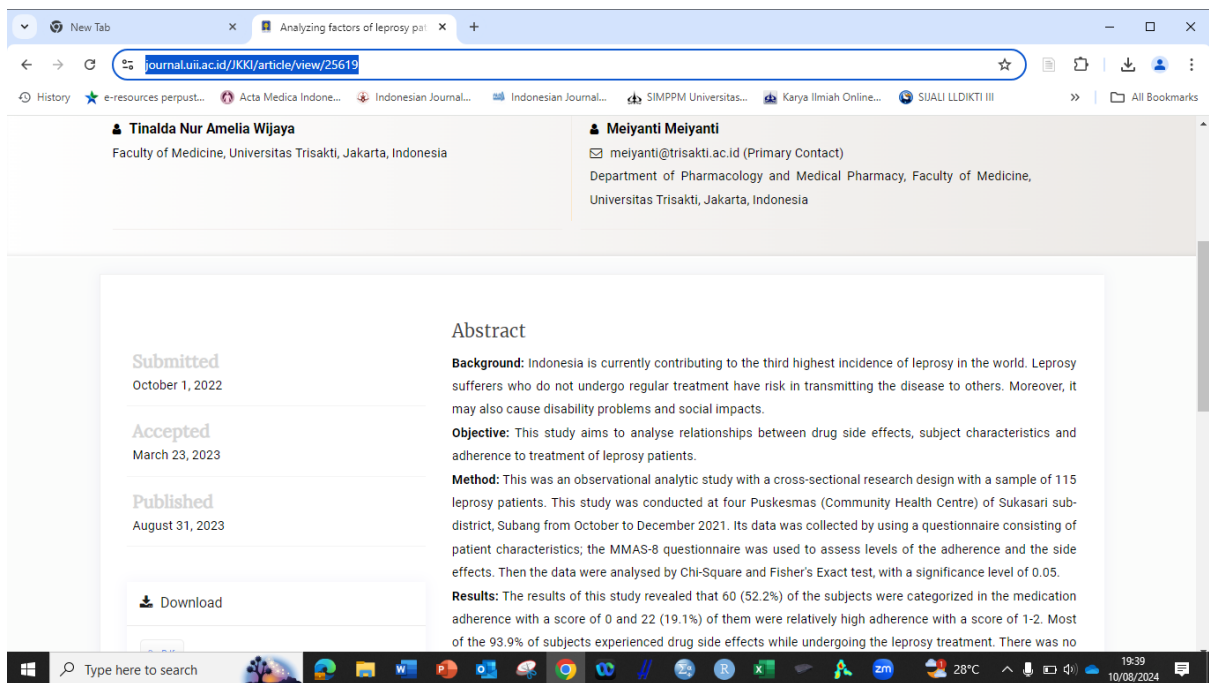 New Tab
Analyzing factors of leprosy pat
journal.uii.ac.id/JKKI/article/view/25619
History
e-resources perpust...
Acta Medica Indone...
Indonesian Journal...
Indonesian Journal...
SIMPPM Universitas...
Karya Ilmiah Online...
SIJALI LLDIKTI III
All Bookmarks
Tinalda Nur Amelia Wijaya
Faculty of Medicine, Universitas Trisakti, Jakarta, Indonesia
Meiyanti Meiyanti
meiyanti@trisakti.ac.id (Primary Contact)
Department of Pharmacology and Medical Pharmacy, Faculty of Medicine,
Universitas Trisakti, Jakarta, Indonesia
Submitted
October 1, 2022
Accepted
March 23, 2023
Published
August 31, 2023
Download
Abstract
Background: Indonesia is currently contributing to the third highest incidence of leprosy in the world. Leprosy
sufferers who do not undergo regular treatment have risk in transmitting the disease to others. Moreover, it
may also cause disability problems and social impacts.
Objective: This study aims to analyse relationships between drug side effects, subject characteristics and
adherence to treatment of leprosy patients.
Method: This was an observational analytic study with a cross-sectional research design with a sample of 115
leprosy patients. This study was conducted at four Puskesmas (Community Health Centre) of Sukasari sub-
district, Subang from October to December 2021. Its data was collected by using a questionnaire consisting of
patient characteristics; the MMAS-8 questionnaire was used to assess levels of the adherence and the side
effects. Then the data were analysed by Chi-Square and Fisher's Exact test, with a significance level of 0.05.
Results: The results of this study revealed that 60 (52.2%) of the subjects were categorized in the medication
adherence with a score of 0 and 22 (19.1%) of them were relatively high adherence with a score of 1-2. Most
of the 93.9% of subjects experienced drug side effects while undergoing the leprosy treatment. There was no
Type here to search
zm
28°C
19:39
10/08/2024